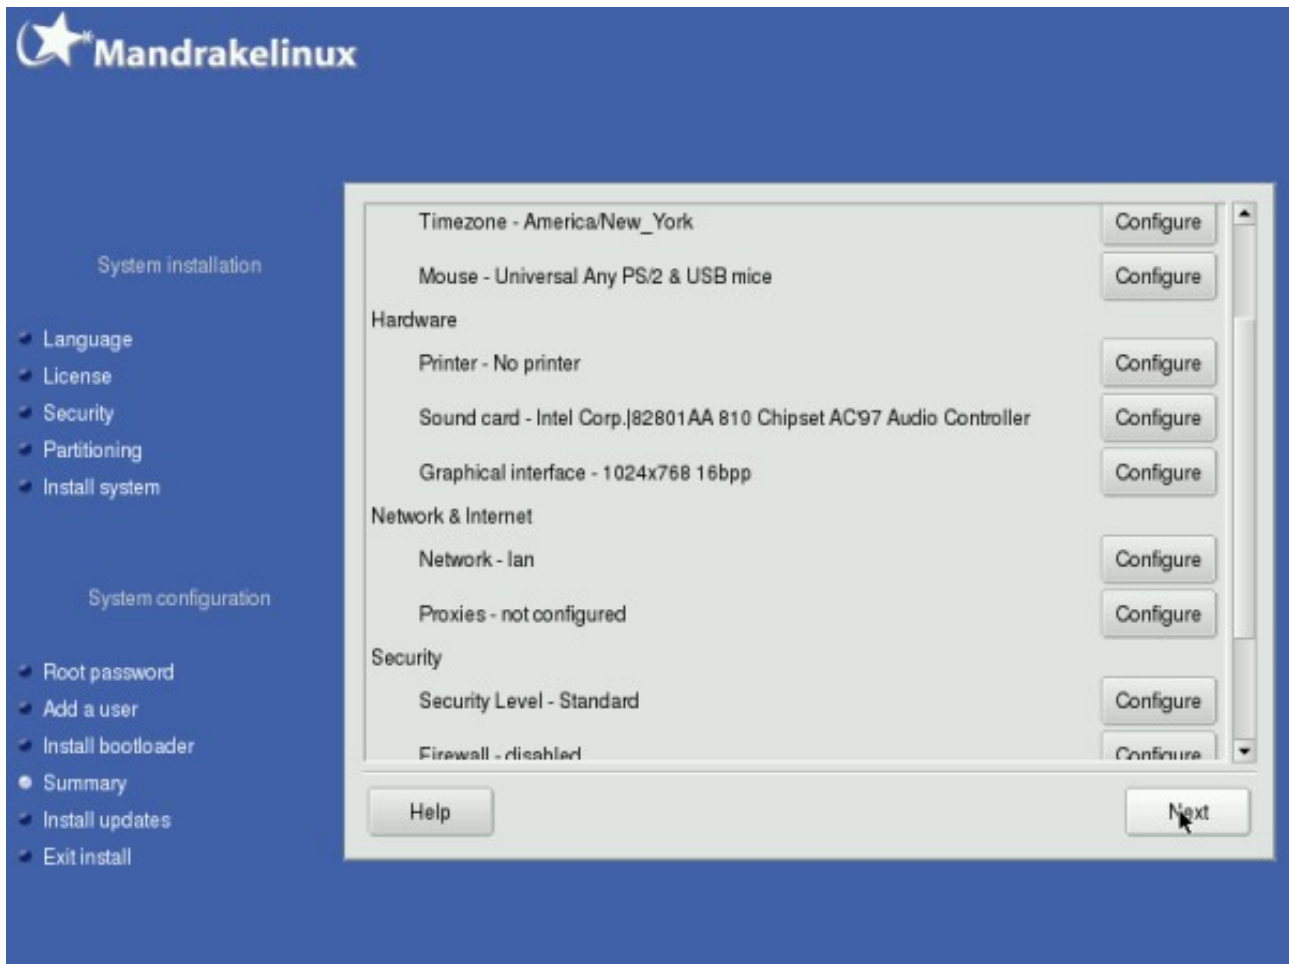 Mandrakelinux
System installation
Language
License
Security
Partitioning
Install system
System configuration
Root password
Add a user
Install bootloader
Summary
Install updates
Exit install
Timezone - America/New_York Configure
Mouse - Universal Any PS/2 & USB mice Configure
Hardware
Printer - No printer Configure
Sound card - Intel Corp.|82801AA 810 Chipset AC'97 Audio Controller Configure
Graphical interface - 1024x768 16bpp Configure
Network & Internet
Network - lan Configure
Proxies - not configured Configure
Security
Security Level - Standard Configure
Firewall - disabled Configure
Help Next